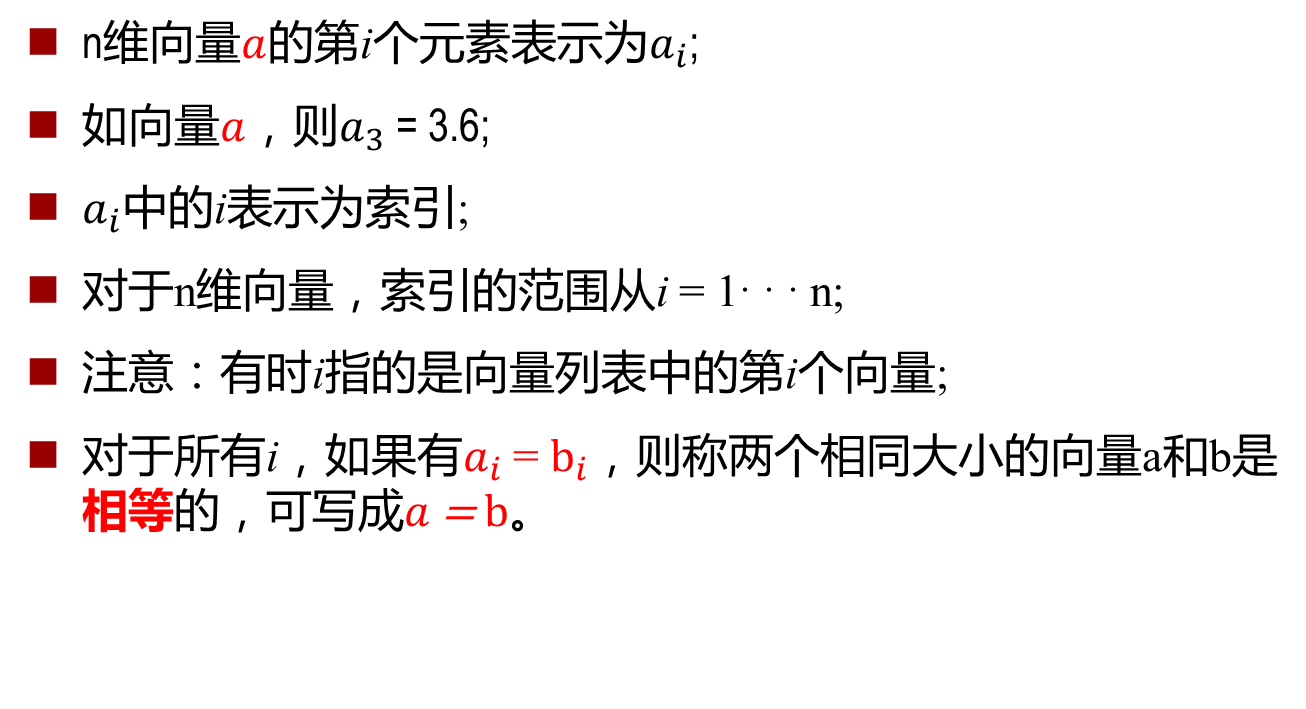 n维向量a的第i个元素表示为aᵢ;
如向量a，则a₃ = 3.6;
aᵢ中的i表示为索引;
对于n维向量，索引的范围从i = 1· · · n;
注意：有时i指的是向量列表中的第i个向量;
对于所有i，如果有aᵢ = bᵢ，则称两个相同大小的向量a和b是
相等的，可写成a = b。